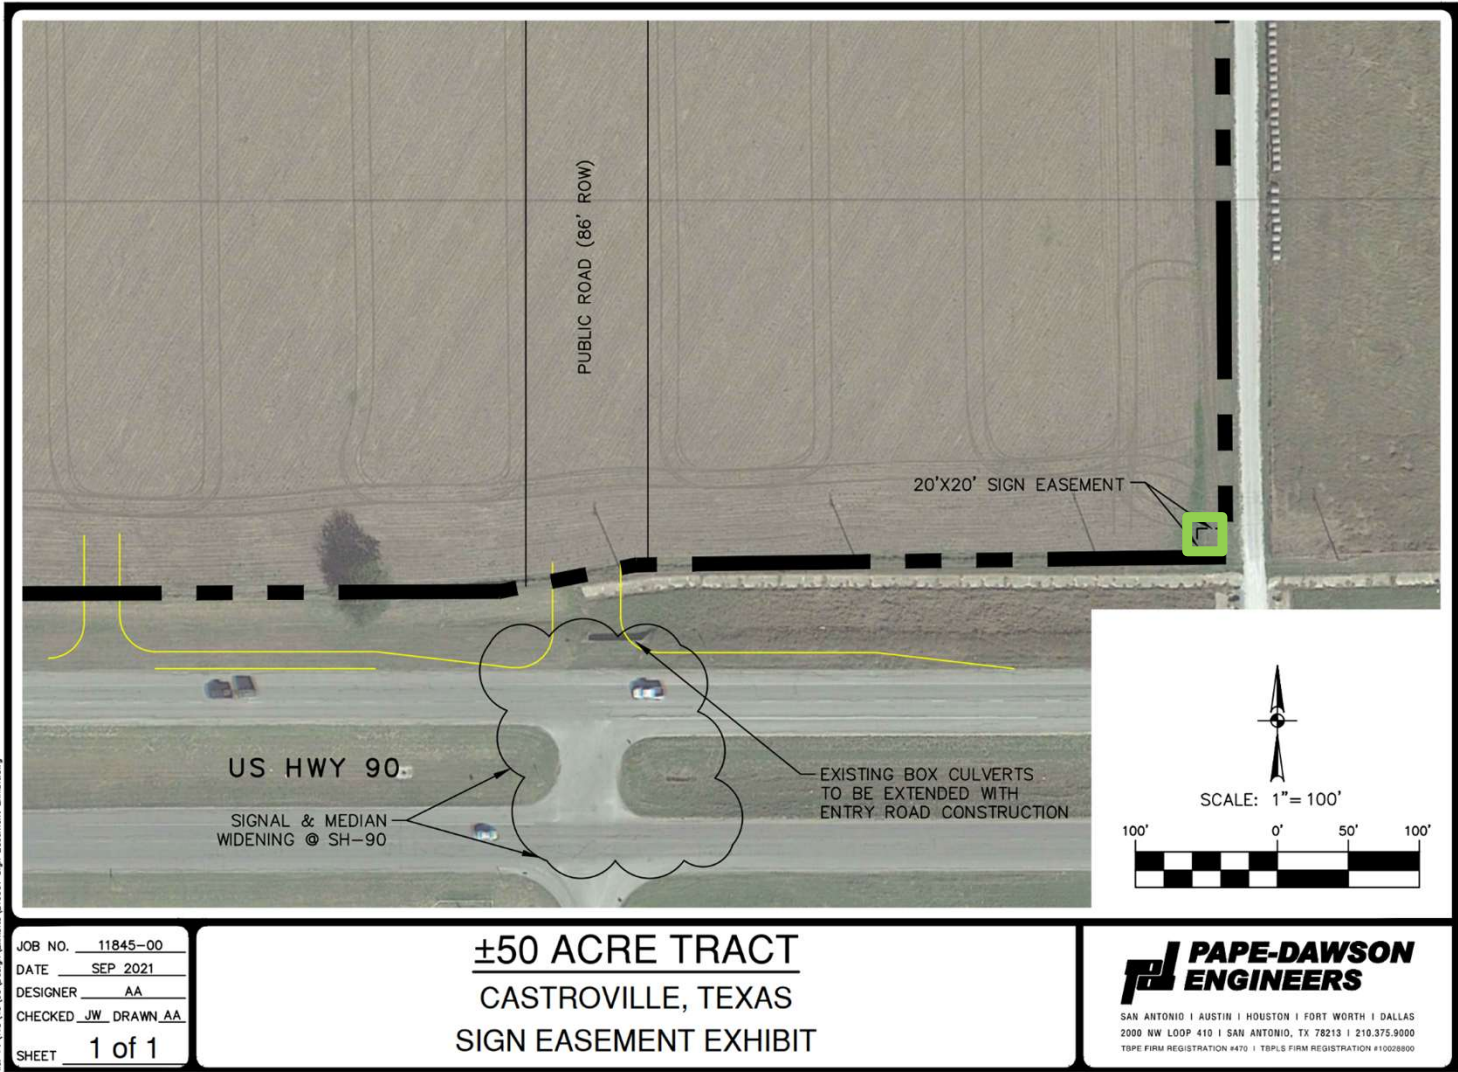 PUBLIC ROAD (86' ROW)
20'X20' SIGN EASEMENT
US HWY 90
SIGNAL & MEDIAN
WIDENING @ SH-90
EXISTING BOX CULVERTS
TO BE EXTENDED WITH
ENTRY ROAD CONSTRUCTION
SCALE: 1"= 100'
100' 0' 50' 100'
JOB NO. 11845-00
DATE SEP 2021
DESIGNER AA
CHECKED JW DRAWN AA
SHEET 1 of 1
±50 ACRE TRACT
CASTROVILLE, TEXAS
SIGN EASEMENT EXHIBIT
PAPE-DAWSON
ENGINEERS
SAN ANTONIO I AUSTIN I HOUSTON I FORT WORTH I DALLAS
2000 NW LOOP 410 I SAN ANTONIO, TX 78213 I 210.375.9000
TBPE FIRM REGISTRATION #470 I TBPLS FIRM REGISTRATION #10028800